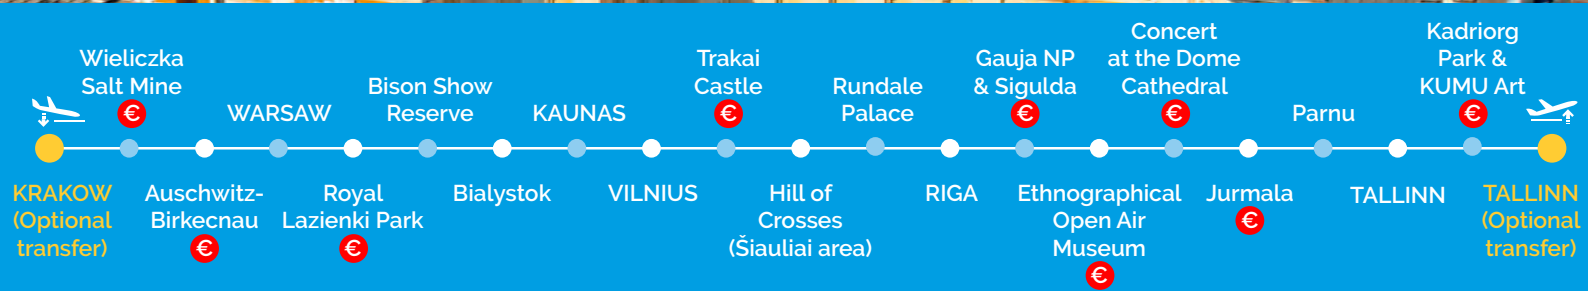 KRAKOW
(Optional
transfer)
Wieliczka
Salt Mine
€
Auschwitz-
Birkecnau
€
WARSAW
Royal
Lazienki Park
€
Bison Show
Reserve
Bialystok
KAUNAS
VILNIUS
Trakai
Castle
€
Hill of
Crosses
(Šiauliai area)
Rundale
Palace
RIGA
Gauja NP
& Sigulda
€
Ethnographical
Open Air
Museum
€
Concert
at the Dome
Cathedral
€
Jurmala
€
Parnu
TALLINN
Kadriorg
Park &
KUMU Art
€
TALLINN
(Optional
transfer)